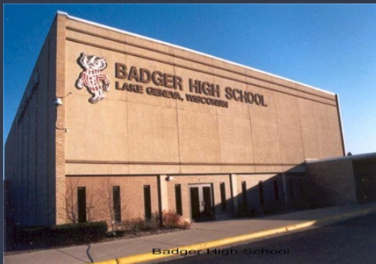 BADGER HIGH SCHOOL
LAKE GENEVA, WISCONSIN
Badger High School